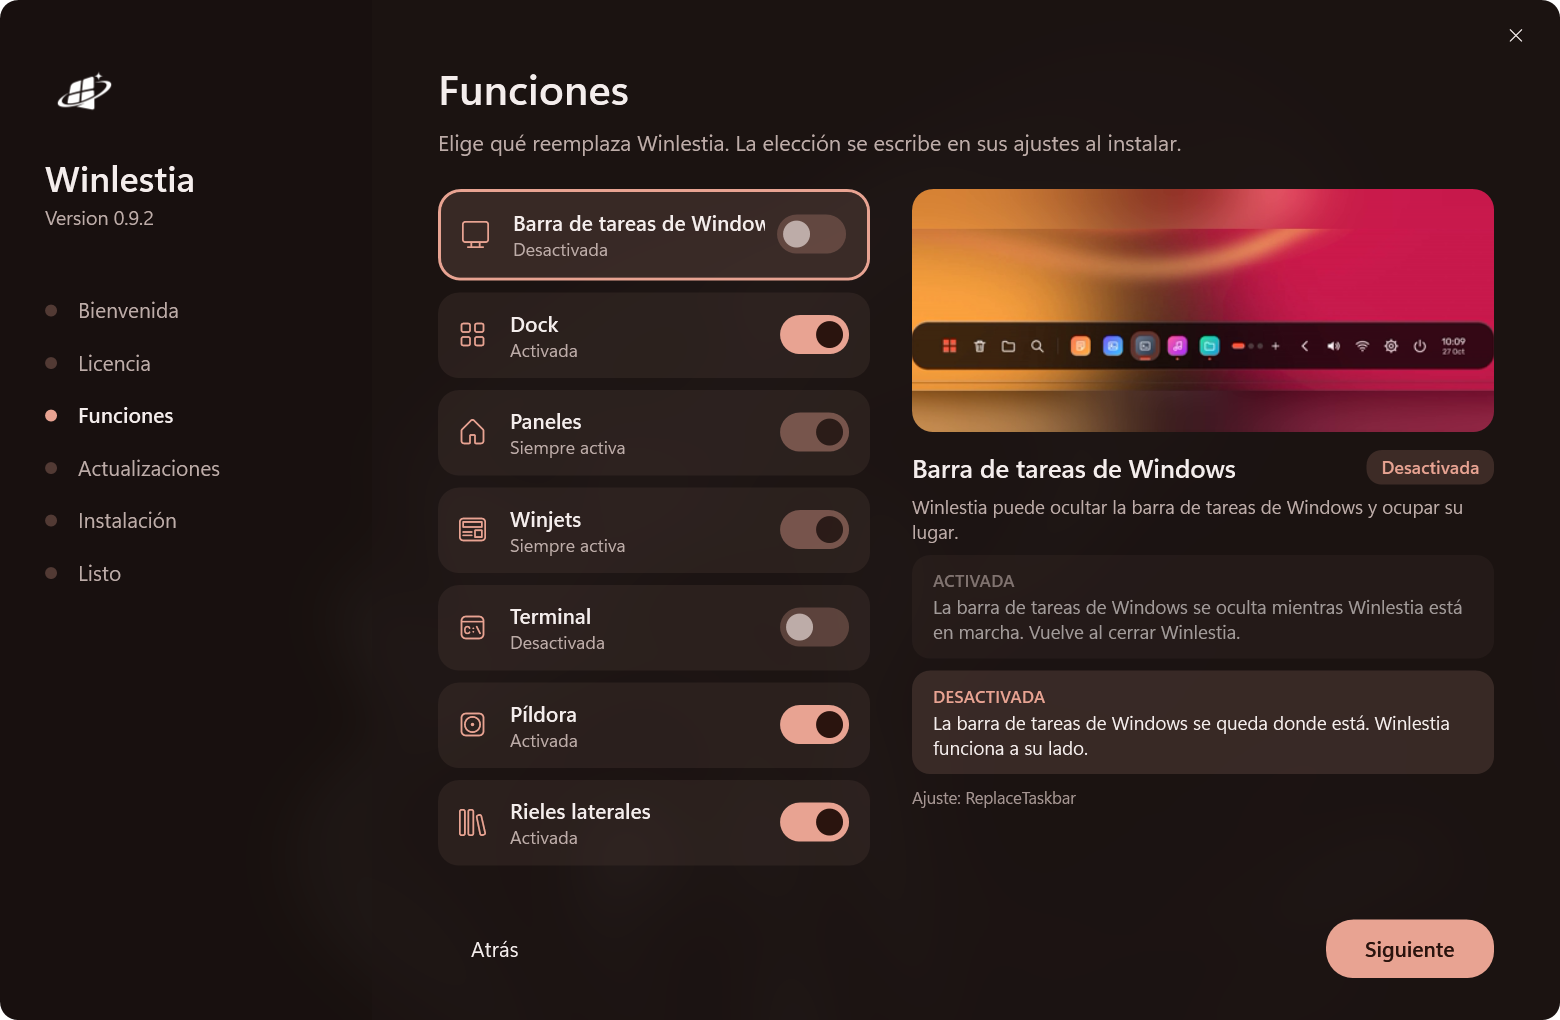 Winlestia
Version 0.9.2
Bienvenida
Licencia
Funciones
Actualizaciones
Instalación
Listo
Funciones
Elige qué reemplaza Winlestia. La elección se escribe en sus ajustes al instalar.
Barra de tareas de Window
Desactivada
Dock
Activada
Paneles
Siempre activa
Winjets
Siempre activa
Terminal
Desactivada
C:\
Píldora
Activada
Rieles laterales
Activada
10:09
27 Oct
Barra de tareas de Windows
Desactivada
Winlestia puede ocultar la barra de tareas de Windows y ocupar su
lugar.
ACTIVADA
La barra de tareas de Windows se oculta mientras Winlestia está
en marcha. Vuelve al cerrar Winlestia.
DESACTIVADA
La barra de tareas de Windows se queda donde está. Winlestia
funciona a su lado.
Ajuste: ReplaceTaskbar
Atrás
Siguiente